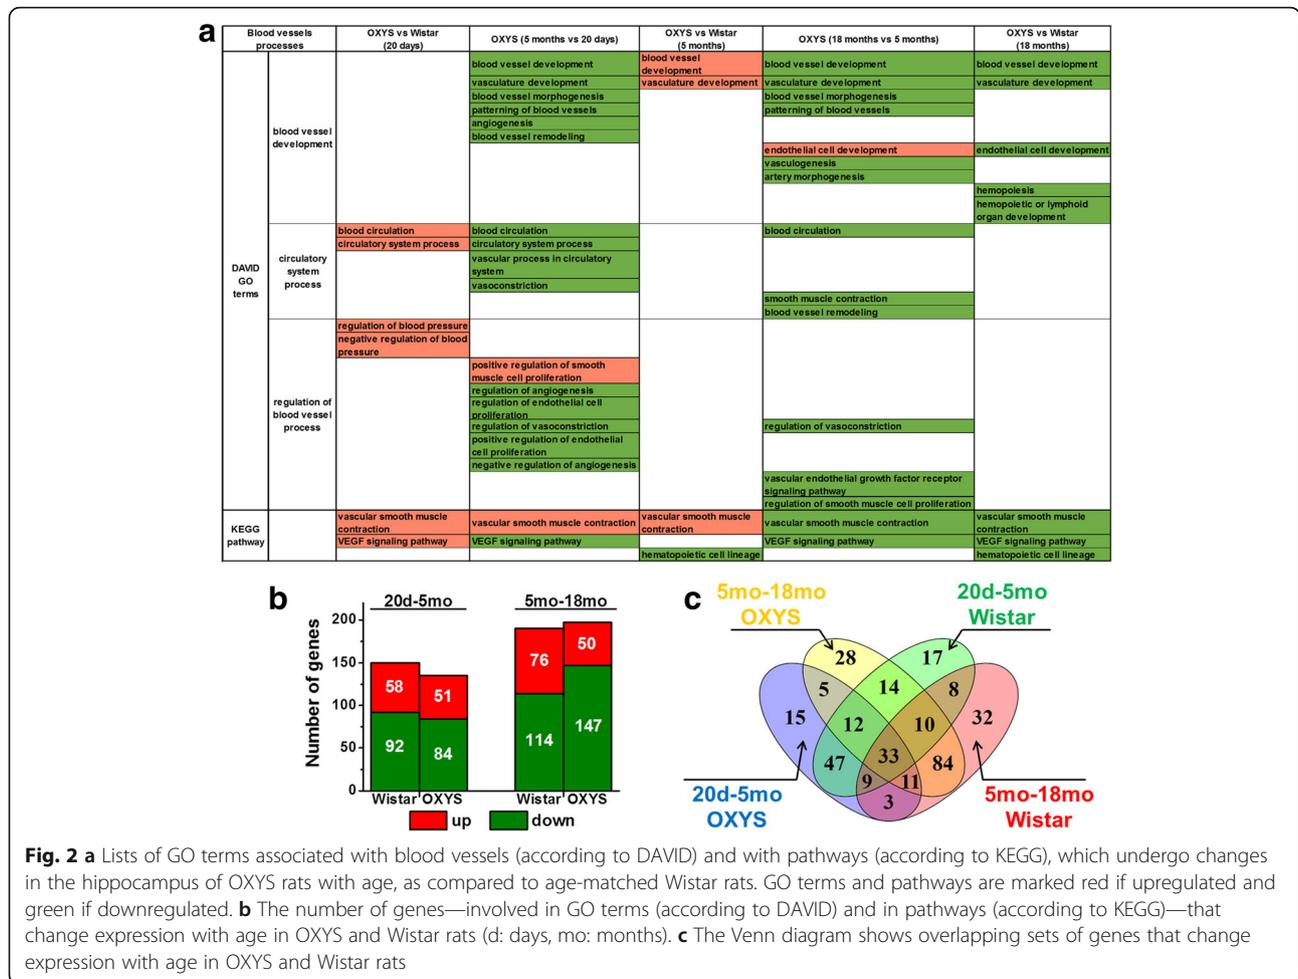 a
Blood vessels processes | OXYS vs Wistar (20 days) | OXYS (5 months vs 20 days) | OXYS vs Wistar (5 months) | OXYS (18 months vs 5 months) | OXYS vs Wistar (18 months)
DAVID GO terms
blood vessel development
blood vessel development | blood vessel development | blood vessel development | blood vessel development
vasculature development | vasculature development | vasculature development | vasculature development
blood vessel morphogenesis | blood vessel morphogenesis
patterning of blood vessels | patterning of blood vessels
angiogenesis
blood vessel remodeling
endothelial cell development | endothelial cell development
vasculogenesis
artery morphogenesis
hemopoiesis
hemopoietic or lymphoid organ development
circulatory system process
blood circulation | blood circulation | blood circulation
circulatory system process | circulatory system process
vascular process in circulatory system
vasoconstriction
smooth muscle contraction
blood vessel remodeling
regulation of blood vessel process
regulation of blood pressure
negative regulation of blood pressure
positive regulation of smooth muscle cell proliferation
regulation of angiogenesis
regulation of endothelial cell proliferation
regulation of vasoconstriction | regulation of vasoconstriction
positive regulation of endothelial cell proliferation
negative regulation of angiogenesis
vascular endothelial growth factor receptor signaling pathway
regulation of smooth muscle cell proliferation
KEGG pathway
vascular smooth muscle contraction | vascular smooth muscle contraction | vascular smooth muscle contraction | vascular smooth muscle contraction | vascular smooth muscle contraction
VEGF signaling pathway | VEGF signaling pathway | VEGF signaling pathway | VEGF signaling pathway
hematopoietic cell lineage | hematopoietic cell lineage
b
20d-5mo 5mo-18mo
Number of genes
200
150
100
50
0
58 51 76 50
92 84 114 147
Wistar OXYS Wistar OXYS
up down
c
5mo-18mo OXYS
20d-5mo Wistar
28 17
5 14 8
15 12 10 32
47 33 84
9 11
3
20d-5mo OXYS
5mo-18mo Wistar
Fig. 2 a Lists of GO terms associated with blood vessels (according to DAVID) and with pathways (according to KEGG), which undergo changes
in the hippocampus of OXYS rats with age, as compared to age-matched Wistar rats. GO terms and pathways are marked red if upregulated and
green if downregulated. b The number of genes—involved in GO terms (according to DAVID) and in pathways (according to KEGG)—that
change expression with age in OXYS and Wistar rats (d: days, mo: months). c The Venn diagram shows overlapping sets of genes that change
expression with age in OXYS and Wistar rats